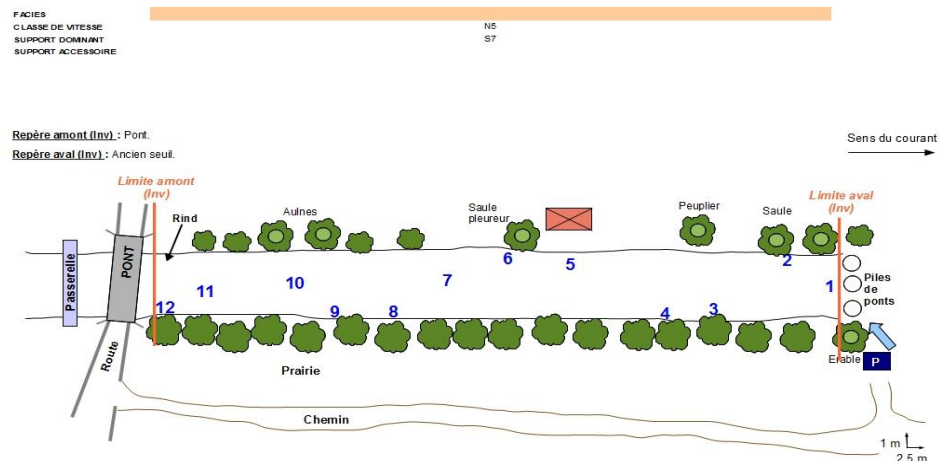 FACIES
CLASSE DE VITESSE N5
SUPPORT DOMINANT S7
SUPPORT ACCESSOIRE
Repère amont (Inv) : Pont.
Repère aval (Inv) : Ancien seuil.
Sens du courant
Limite amont
(Inv)
Rind
Aulnes
Saule
pleureur
Peuplier
Saule
Limite aval
(Inv)
Passerelle
PONT
12
11
10
9
8
7
6
5
4
3
2
1
Piles
de
ponts
Route
Prairie
Erable
P
Chemin
1 m
2.5 m